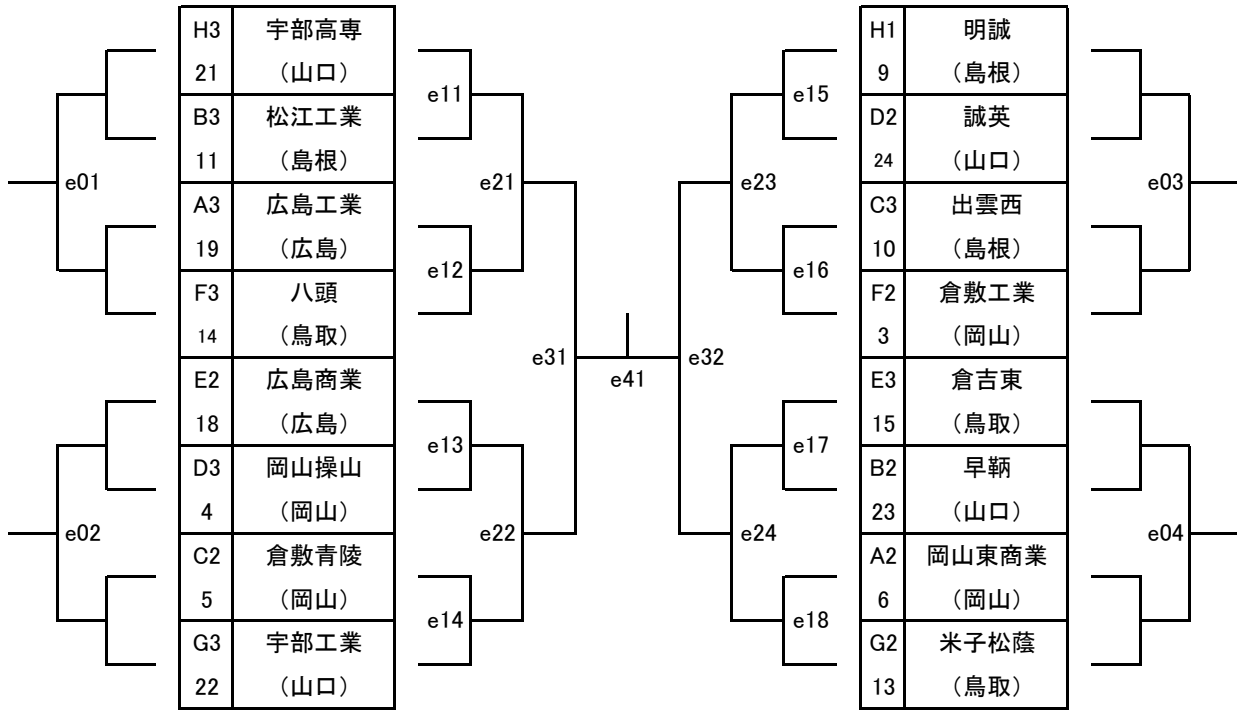 H3 宇部高専 H1 明誠
21 （山口） 9 （島根）
e11 e15
B3 松江工業 D2 誠英
11 （島根） 24 （山口）
e01 e21 e23 e03
A3 広島工業 C3 出雲西
19 （広島） 10 （島根）
e12 e16
F3 八頭 F2 倉敷工業
14 （鳥取） 3 （岡山）
e31 e32
e41
E2 広島商業 E3 倉吉東
18 （広島） 15 （鳥取）
e13 e17
D3 岡山操山 B2 早鞆
4 （岡山） 23 （山口）
e02 e22 e24 e04
C2 倉敷青陵 A2 岡山東商業
5 （岡山） 6 （岡山）
e14 e18
G3 宇部工業 G2 米子松蔭
22 （山口） 13 （鳥取）